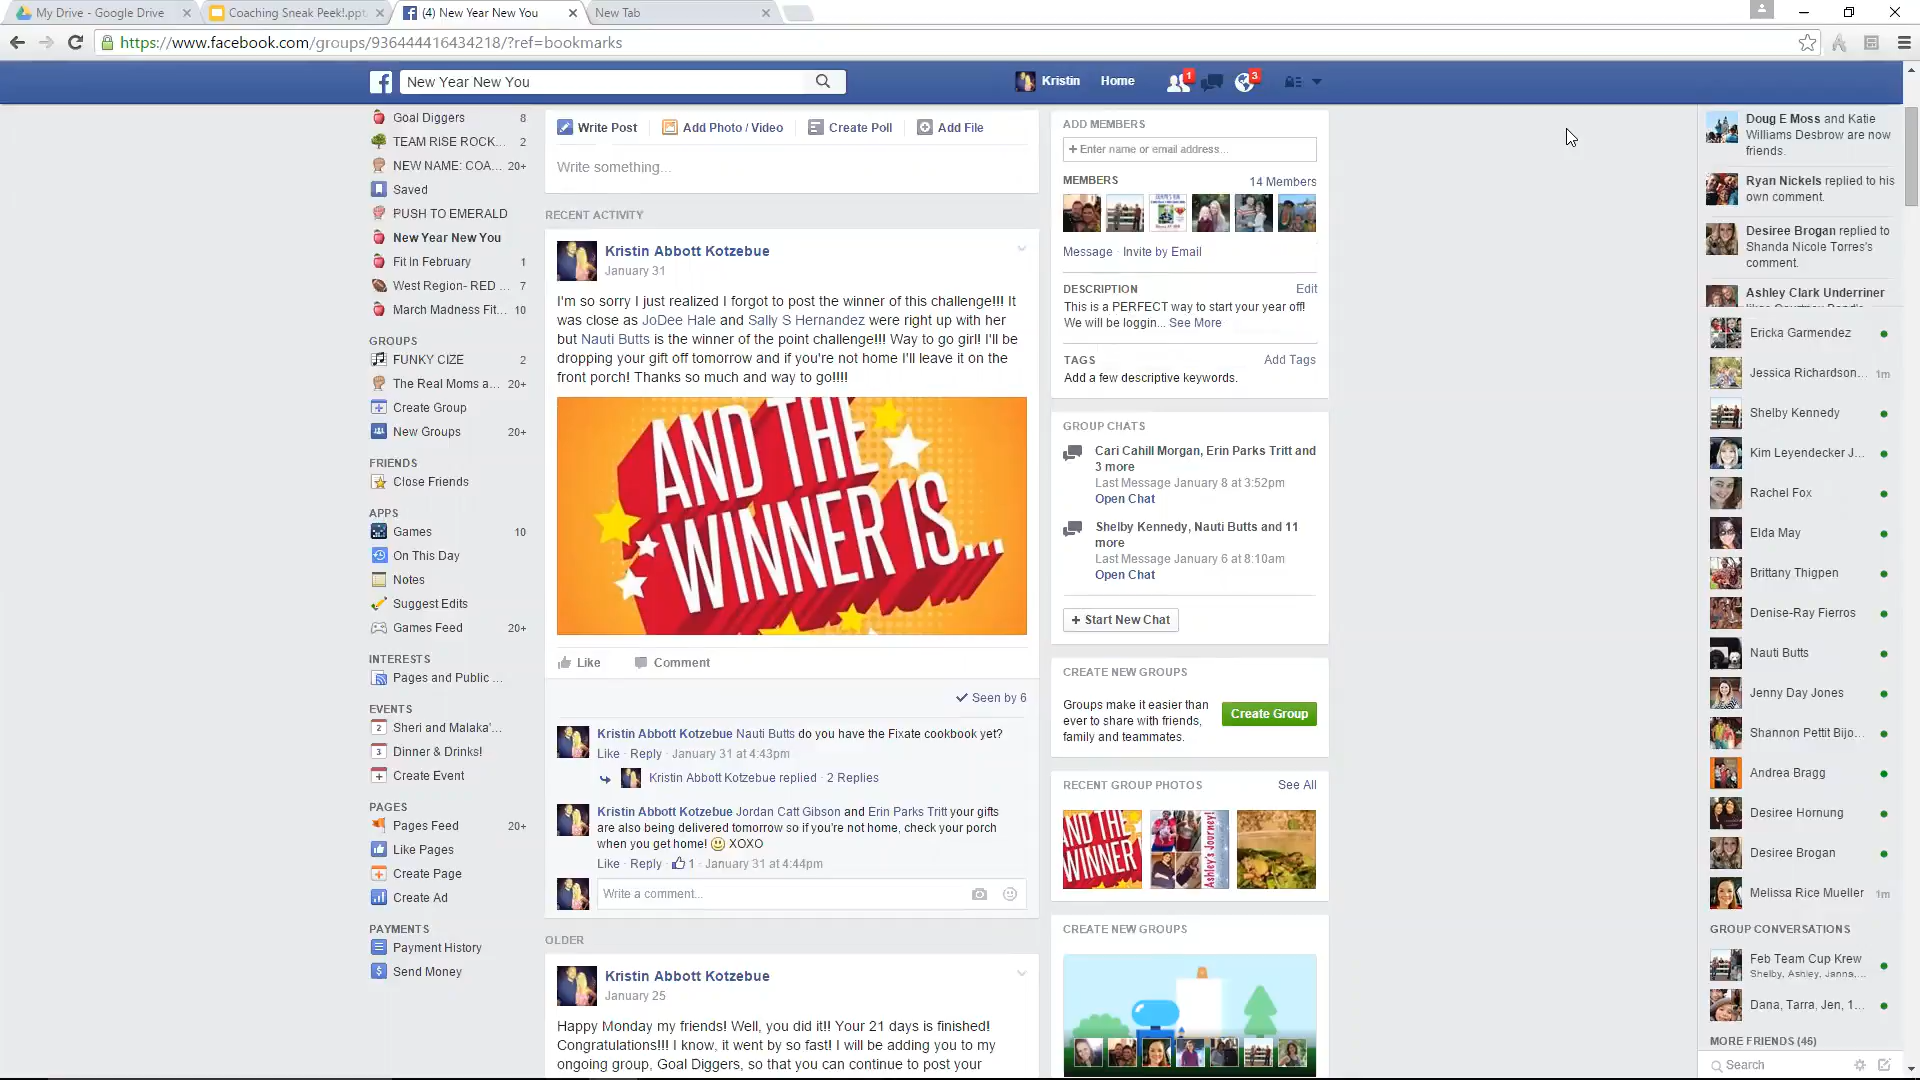 My Drive - Google Drive
Coaching Sneak Peek!.ppt
(4) New Year New You
New Tab
https://www.facebook.com/groups/936444416434218/?ref=bookmarks
New Year New You
Kristin
Home
1
3
Goal Diggers 8
TEAM RISE ROCK... 2
NEW NAME: COA... 20+
Saved
PUSH TO EMERALD
New Year New You
Fit In February 1
West Region- RED ... 7
March Madness Fit... 10
GROUPS
FUNKY CIZE 2
The Real Moms a... 20+
Create Group
New Groups 20+
FRIENDS
Close Friends
APPS
Games 10
On This Day
Notes
Suggest Edits
Games Feed 20+
INTERESTS
Pages and Public ...
EVENTS
2 Sheri and Malaka'...
3 Dinner & Drinks!
Create Event
PAGES
Pages Feed 20+
Like Pages
Create Page
Create Ad
PAYMENTS
Payment History
Send Money
Write Post
Add Photo / Video
Create Poll
Add File
Write something...
RECENT ACTIVITY
Kristin Abbott Kotzebue
January 31
I'm so sorry I just realized I forgot to post the winner of this challenge!!! It
was close as JoDee Hale and Sally S Hernandez were right up with her
but Nauti Butts is the winner of the point challenge!!! Way to go girl! I'll be
dropping your gift off tomorrow and if you're not home I'll leave it on the
front porch! Thanks so much and way to go!!!!
AND THE
WINNER IS...
Like
Comment
Seen by 6
Kristin Abbott Kotzebue Nauti Butts do you have the Fixate cookbook yet?
Like · Reply · January 31 at 4:43pm
Kristin Abbott Kotzebue replied · 2 Replies
Kristin Abbott Kotzebue Jordan Catt Gibson and Erin Parks Tritt your gifts
are also being delivered tomorrow so if you're not home, check your porch
when you get home! XOXO
Like · Reply · 1 · January 31 at 4:44pm
Write a comment...
OLDER
Kristin Abbott Kotzebue
January 25
Happy Monday my friends! Well, you did it!! Your 21 days is finished!
Congratulations!!! I know, it went by so fast! I will be adding you to my
ongoing group, Goal Diggers, so that you can continue to post your
ADD MEMBERS
+ Enter name or email address...
MEMBERS
14 Members
Message · Invite by Email
DESCRIPTION
Edit
This is a PERFECT way to start your year off!
We will be loggin... See More
TAGS
Add Tags
Add a few descriptive keywords.
GROUP CHATS
Cari Cahill Morgan, Erin Parks Tritt and
3 more
Last Message January 8 at 3:52pm
Open Chat
Shelby Kennedy, Nauti Butts and 11
more
Last Message January 6 at 8:10am
Open Chat
+ Start New Chat
CREATE NEW GROUPS
Groups make it easier than
ever to share with friends,
family and teammates.
Create Group
RECENT GROUP PHOTOS
See All
AND THE
WINNER
Ashley's Journey!
CREATE NEW GROUPS
Doug E Moss and Katie
Williams Desbrow are now
friends.
Ryan Nickels replied to his
own comment.
Desiree Brogan replied to
Shanda Nicole Torres's
comment.
Ashley Clark Underriner
Ericka Garmendez
Jessica Richardson... 1m
Shelby Kennedy
Kim Leyendecker J...
Rachel Fox
Elda May
Brittany Thigpen
Denise-Ray Fierros
Nauti Butts
Jenny Day Jones
Shannon Pettit Bijo...
Andrea Bragg
Desiree Hornung
Desiree Brogan
Melissa Rice Mueller 1m
GROUP CONVERSATIONS
Feb Team Cup Krew
Shelby, Ashley, Janna,...
Dana, Tarra, Jen, 1...
MORE FRIENDS (45)
Search